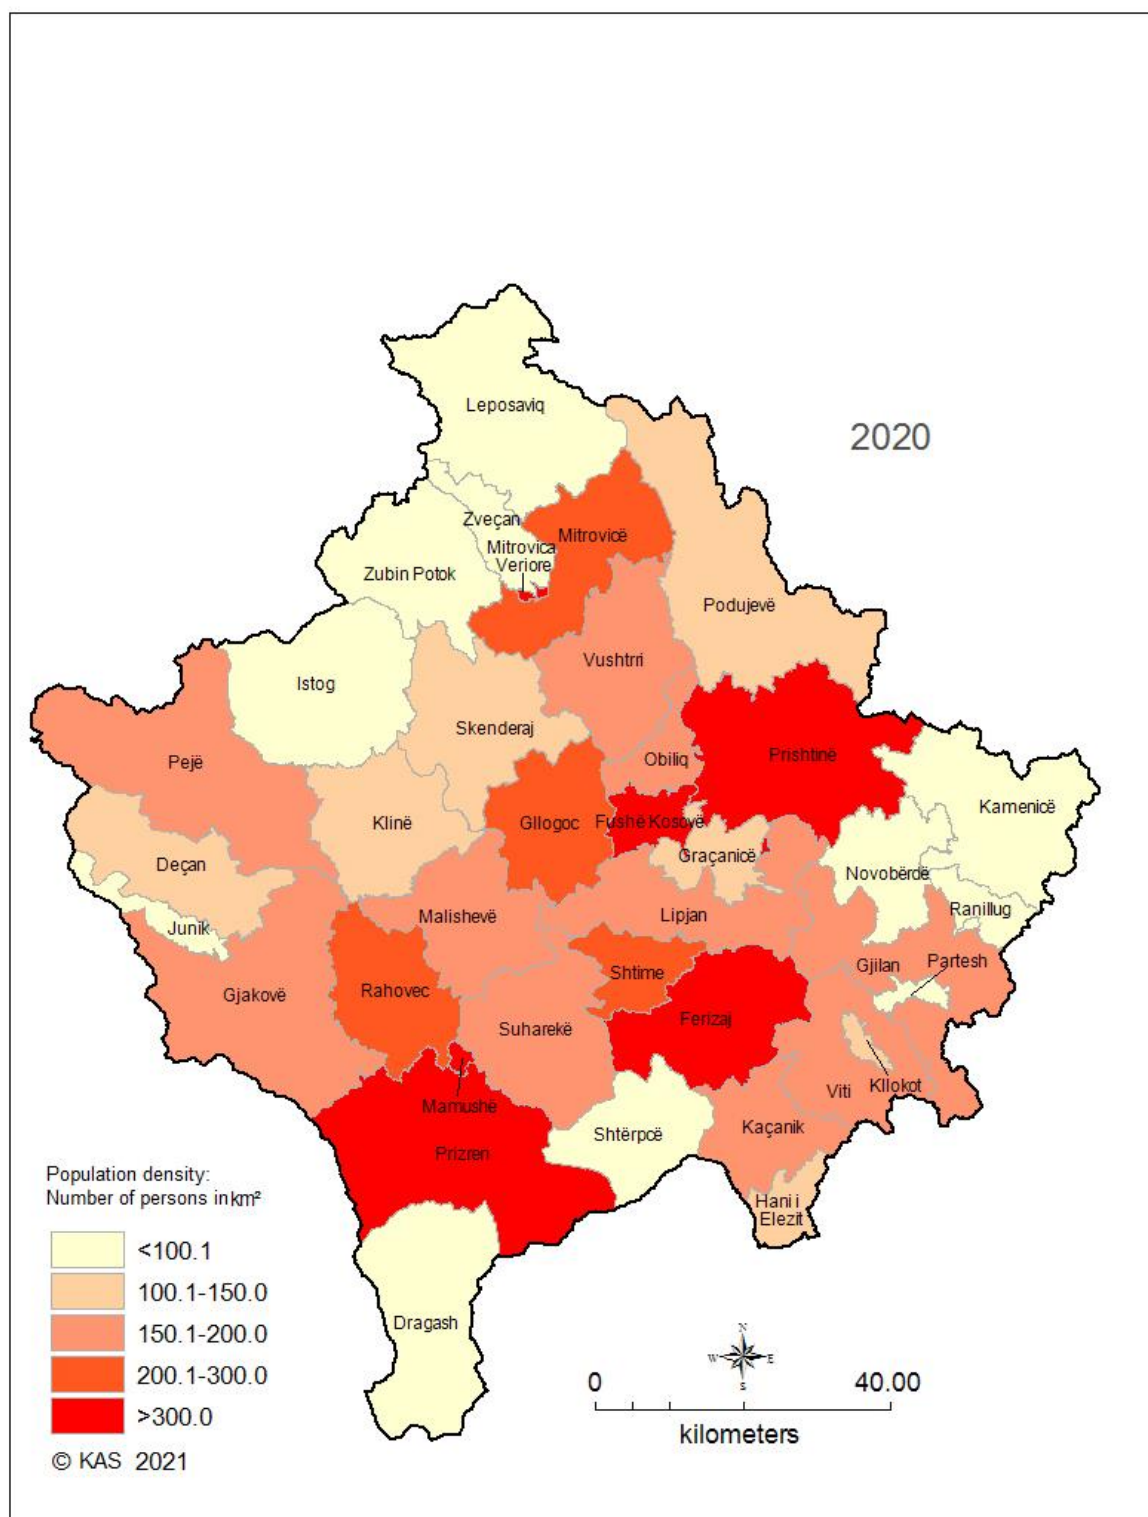 Leposaviq
2020
Zveçan
Mitrovicë
Mitrovica
Veriore
Zubin Potok
Podujevë
Vushtrri
Istog
Skenderaj
Pejë
Obiliq
Prishtinë
Kamenicë
Klinë
Gllogoc
Fushë Kosovë
Graçanicë
Deçan
Novobërdë
Junik
Malishevë
Lipjan
Ranillug
Gjakovë
Rahovec
Shtime
Gjilan
Partesh
Suharekë
Ferizaj
Viti
Kllokot
Mamushë
Prizren
Shtërpcë
Kaçanik
Hani i
Elezit
Dragash
Population density:
Number of persons in km²
<100.1
100.1-150.0
150.1-200.0
200.1-300.0
>300.0
© KAS 2021
N
W E
S
0 40.00
kilometers